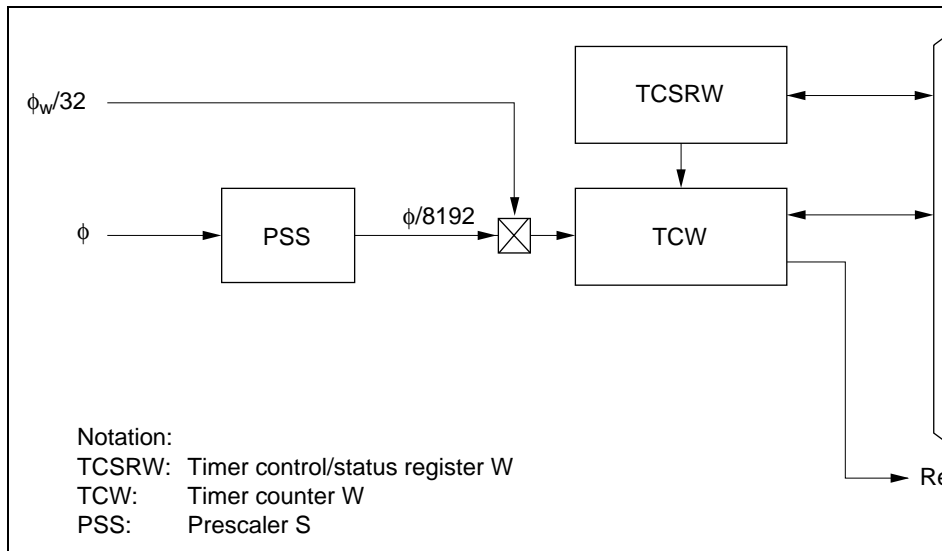 TCSRW
φw/32
φ/8192
φ
PSS
TCW
Notation:
TCSRW: Timer control/status register W
TCW: Timer counter W
PSS: Prescaler S